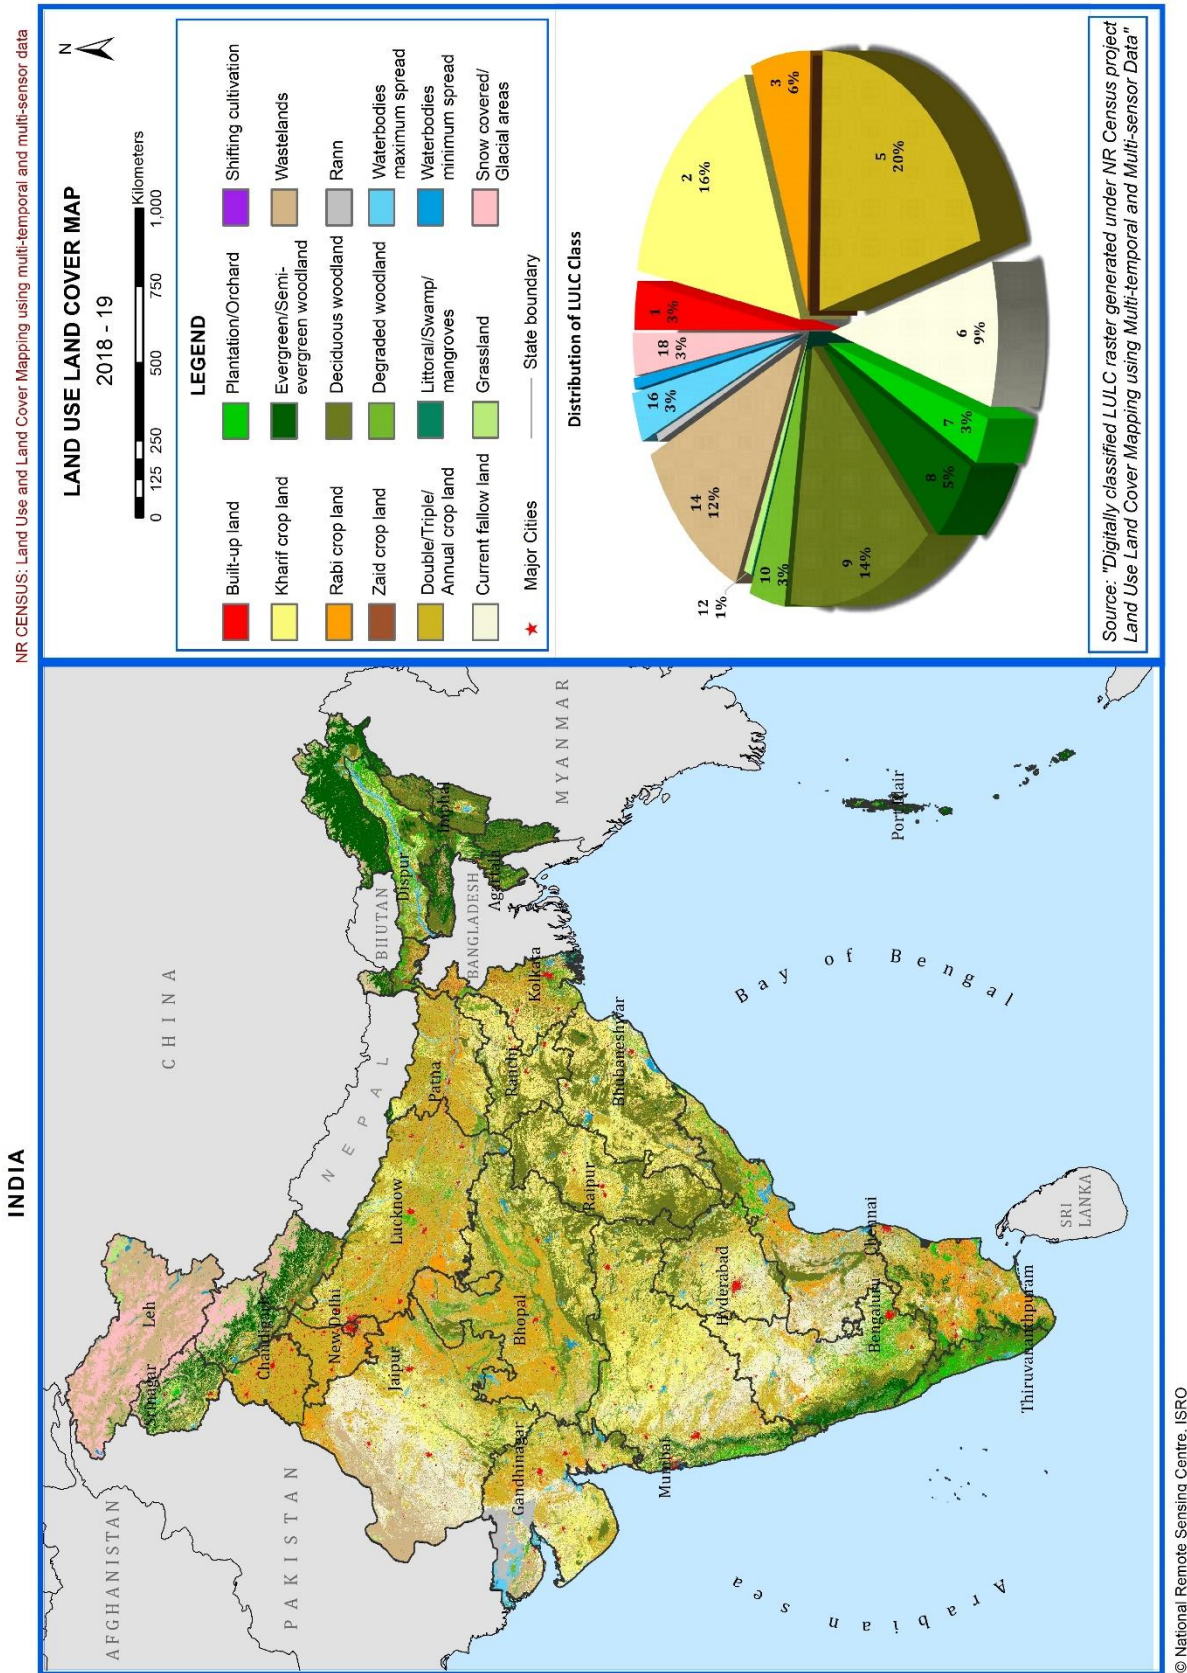 NR CENSUS: Land Use and Land Cover Mapping using multi-temporal and multi-sensor data
INDIA
AFGHANISTAN
PAKISTAN
CHINA
NEPAL
BHUTAN
BANGLADESH
MYANMAR
SRI
LANKA
Arabian sea
Bay of Bengal
Leh
Srinagar
Chandigarh
New Delhi
Jaipur
Lucknow
Patna
Dispur
Imphal
Agartala
Gandhinagar
Bhopal
Ranchi
Kolkata
Raipur
Bhubaneshwar
Mumbai
Hyderabad
Bengaluru
Chennai
Thiruvananthpuram
Port Blair
LAND USE LAND COVER MAP
2018 - 19
N
0 125 250 500 750 1,000
Kilometers
LEGEND
Built-up land
Kharif crop land
Rabi crop land
Zaid crop land
Double/Triple/
Annual crop land
Current fallow land
Major Cities
Plantation/Orchard
Evergreen/Semi-
evergreen woodland
Deciduous woodland
Degraded woodland
Littoral/Swamp/
mangroves
Grassland
State boundary
Shifting cultivation
Wastelands
Rann
Waterbodies
maximum spread
Waterbodies
minimum spread
Snow covered/
Glacial areas
Distribution of LULC Class
1
3%
2
16%
3
6%
5
20%
6
9%
7
3%
8
5%
9
14%
10
3%
12
1%
14
12%
16
3%
18
3%
Source: "Digitally classified LULC raster generated under NR Census project
Land Use Land Cover Mapping using Multi-temporal and Multi-sensor Data"
© National Remote Sensing Centre, ISRO